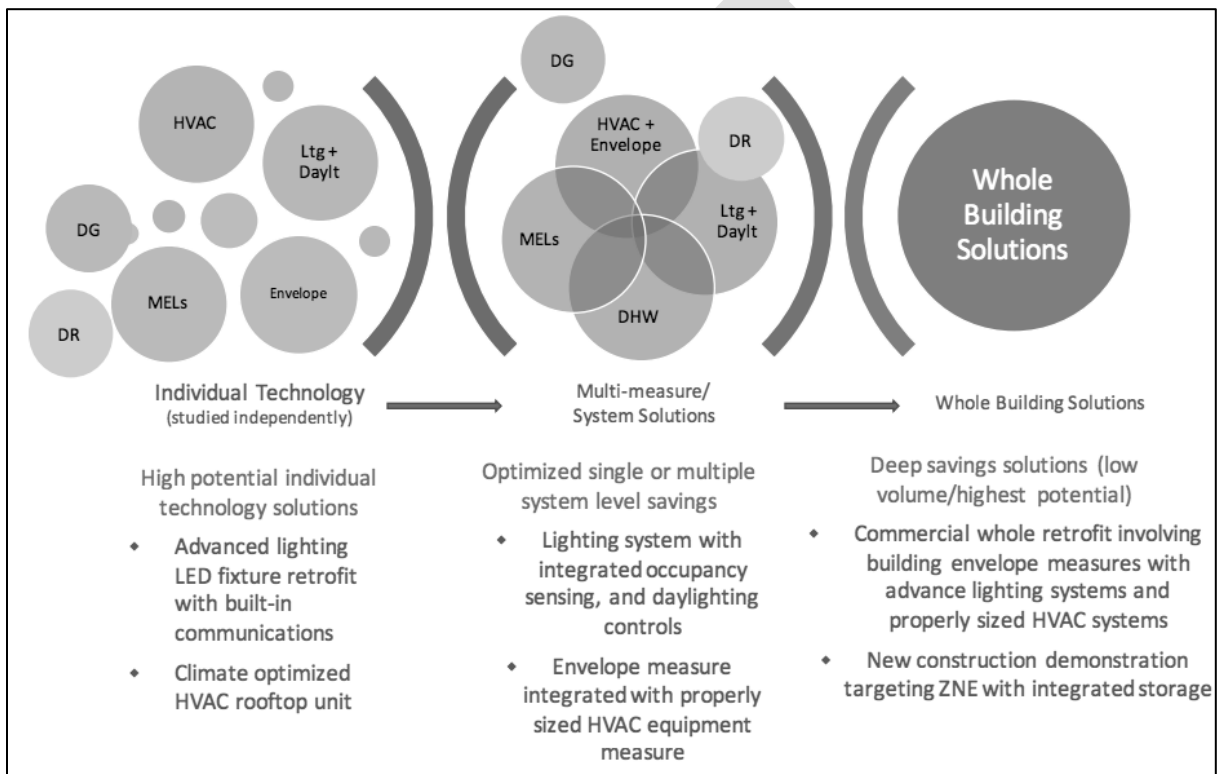 HVAC
Ltg +
Daylt
DG
MELs
Envelope
DR
DG
HVAC +
Envelope
DR
MELs
Ltg +
Daylt
DHW
Whole
Building
Solutions
Individual Technology
(studied independently)
Multi-measure/
System Solutions
Whole Building Solutions
High potential individual
technology solutions
◆ Advanced lighting
LED fixture retrofit
with built-in
communications
◆ Climate optimized
HVAC rooftop unit
Optimized single or multiple
system level savings
◆ Lighting system with
integrated occupancy
sensing, and daylighting
controls
◆ Envelope measure
integrated with properly
sized HVAC equipment
measure
Deep savings solutions (low
volume/highest potential)
◆ Commercial whole retrofit involving
building envelope measures with
advance lighting systems and
properly sized HVAC systems
◆ New construction demonstration
targeting ZNE with integrated storage